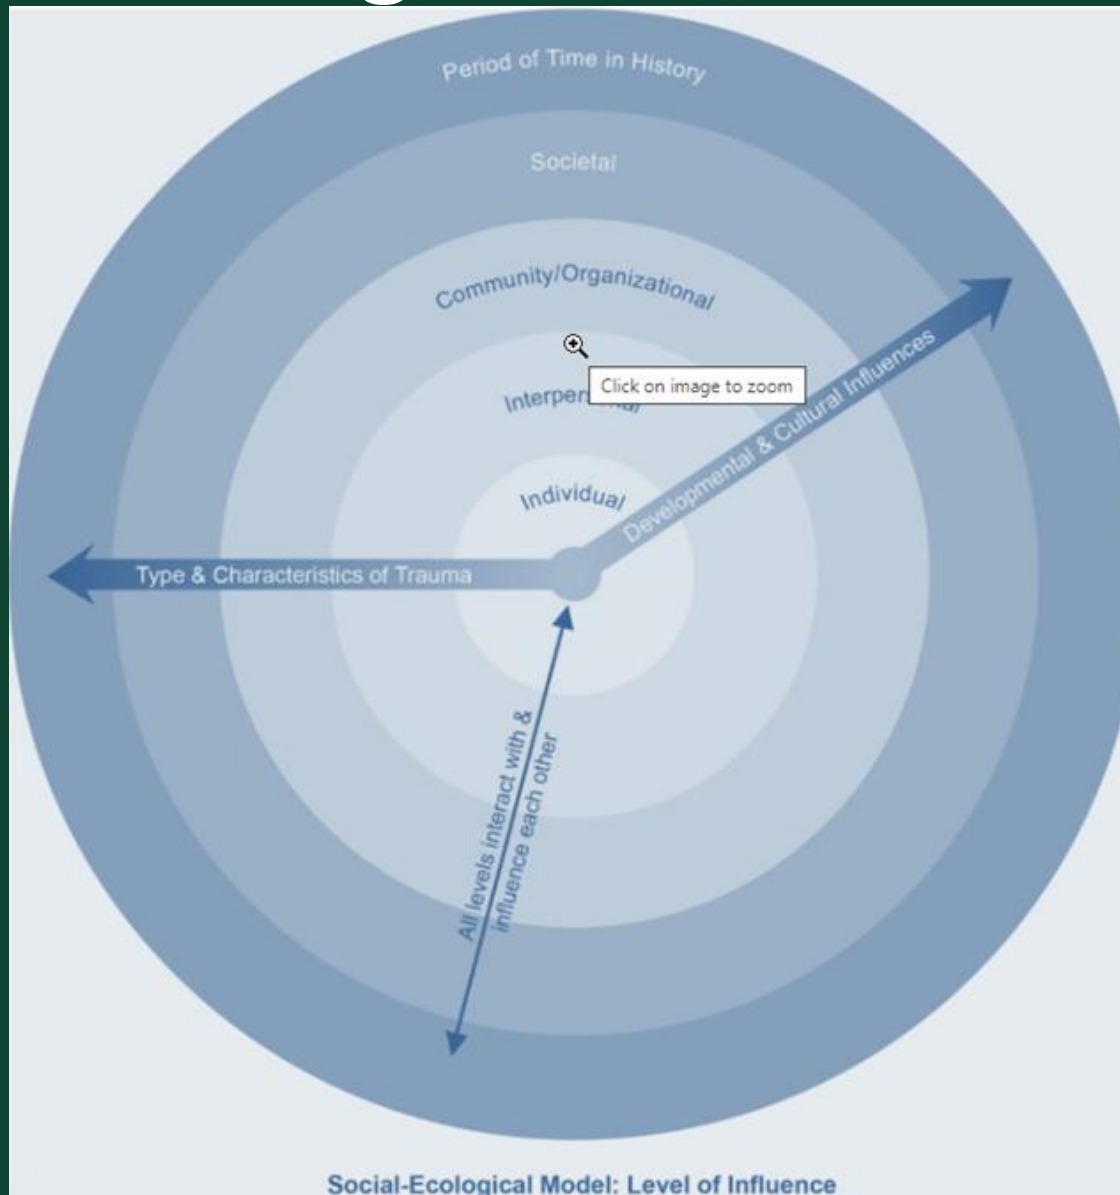 Period of Time in History
Societal
Community/Organizational
Click on image to zoom
Individual
Developmental & Cultural Influences
Type & Characteristics of Trauma
All levels interact with &
influence each other
Social-Ecological Model: Level of Influence